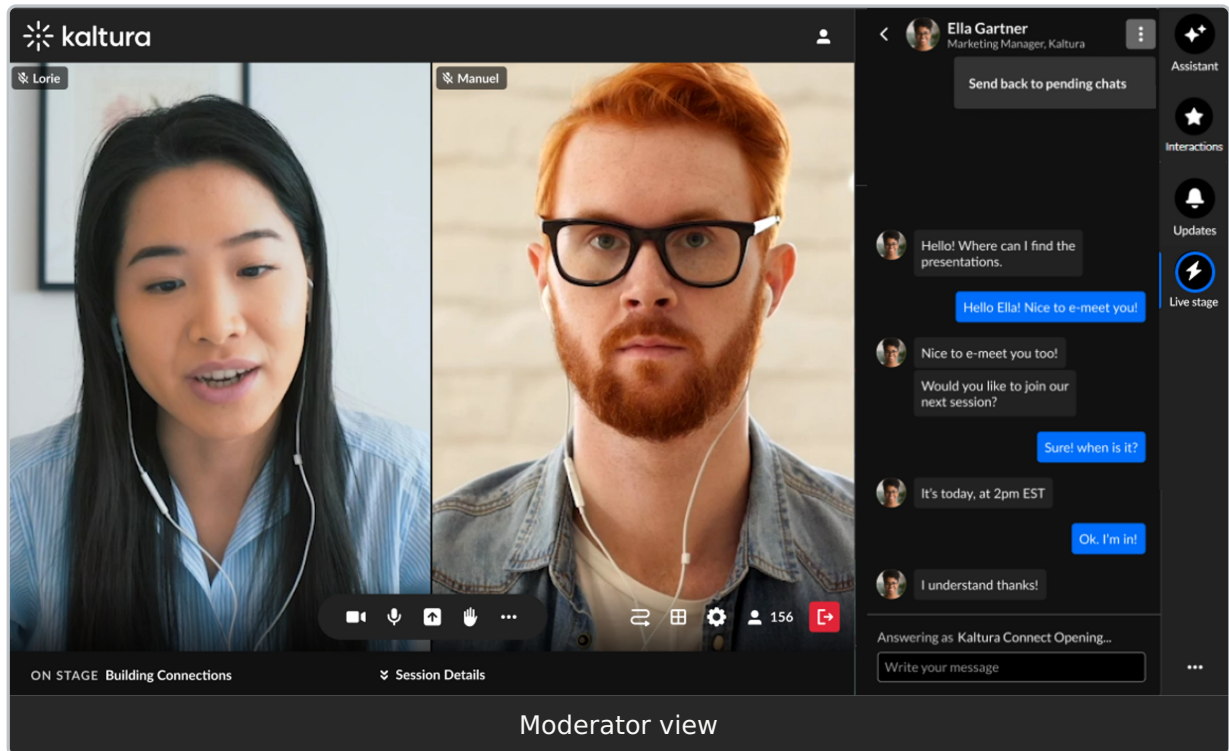 kaltura
Lorie
Manuel
156
ON STAGE Building Connections
Session Details
Ella Gartner
Marketing Manager, Kaltura
Send back to pending chats
Hello! Where can I find the
presentations.
Hello Ella! Nice to e-meet you!
Nice to e-meet you too!
Would you like to join our
next session?
Sure! when is it?
It's today, at 2pm EST
Ok. I'm in!
I understand thanks!
Answering as Kaltura Connect Opening...
Write your message
Assistant
Interactions
Updates
Live stage
Moderator view